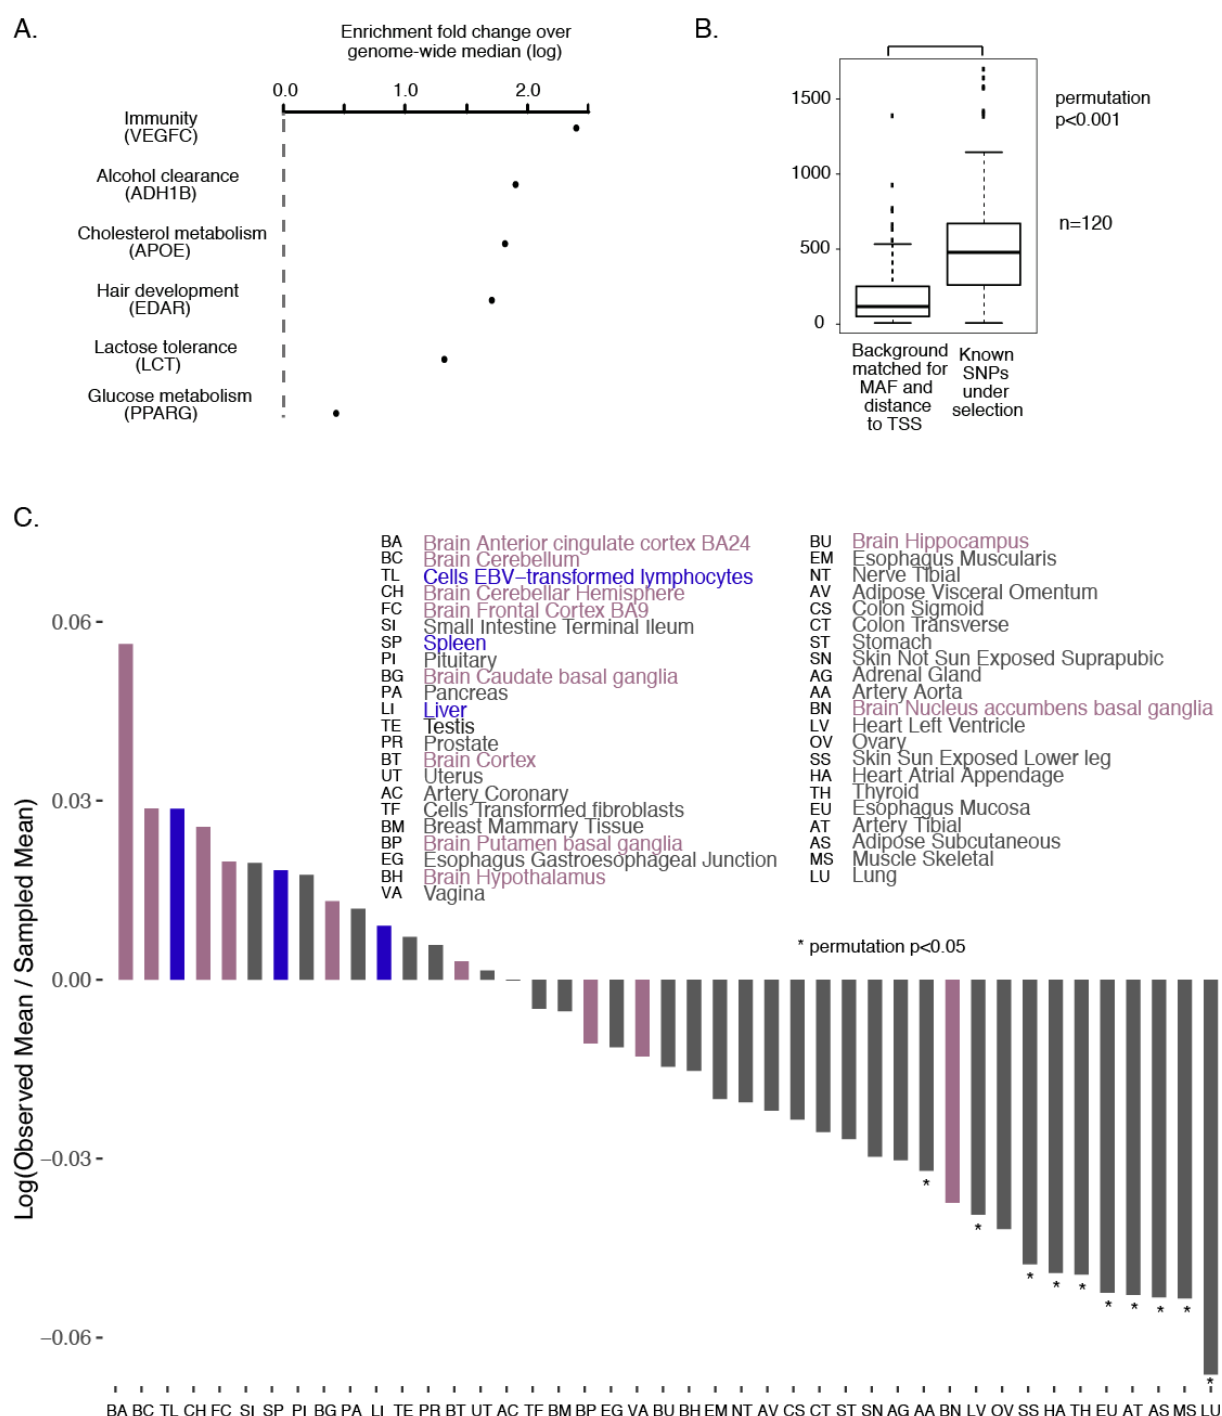 A.
Enrichment fold change over
genome-wide median (log)
0.0 1.0 2.0
Immunity
(VEGFC)
Alcohol clearance
(ADH1B)
Cholesterol metabolism
(APOE)
Hair development
(EDAR)
Lactose tolerance
(LCT)
Glucose metabolism
(PPARG)
B.
1500
1000
500
0
permutation
p<0.001
n=120
Background
matched for
MAF and
distance
to TSS
Known
SNPs
under
selection
C.
BA Brain Anterior cingulate cortex BA24
BC Brain Cerebellum
TL Cells EBV−transformed lymphocytes
CH Brain Cerebellar Hemisphere
FC Brain Frontal Cortex BA9
SI Small Intestine Terminal Ileum
SP Spleen
PI Pituitary
BG Brain Caudate basal ganglia
PA Pancreas
LI Liver
TE Testis
PR Prostate
BT Brain Cortex
UT Uterus
AC Artery Coronary
TF Cells Transformed fibroblasts
BM Breast Mammary Tissue
BP Brain Putamen basal ganglia
EG Esophagus Gastroesophageal Junction
BH Brain Hypothalamus
VA Vagina
BU Brain Hippocampus
EM Esophagus Muscularis
NT Nerve Tibial
AV Adipose Visceral Omentum
CS Colon Sigmoid
CT Colon Transverse
ST Stomach
SN Skin Not Sun Exposed Suprapubic
AG Adrenal Gland
AA Artery Aorta
BN Brain Nucleus accumbens basal ganglia
LV Heart Left Ventricle
OV Ovary
SS Skin Sun Exposed Lower leg
HA Heart Atrial Appendage
TH Thyroid
EU Esophagus Mucosa
AT Artery Tibial
AS Adipose Subcutaneous
MS Muscle Skeletal
LU Lung
* permutation p<0.05
Log(Observed Mean / Sampled Mean)
0.06
0.03
0.00
−0.03
−0.06
* * * * * * * * * *
BA BC TL CH FC SI SP PI BG PA LI TE PR BT UT AC TF BM BP EG VA BU BH EM NT AV CS CT ST SN AG AA BN LV OV SS HA TH EU AT AS MS LU